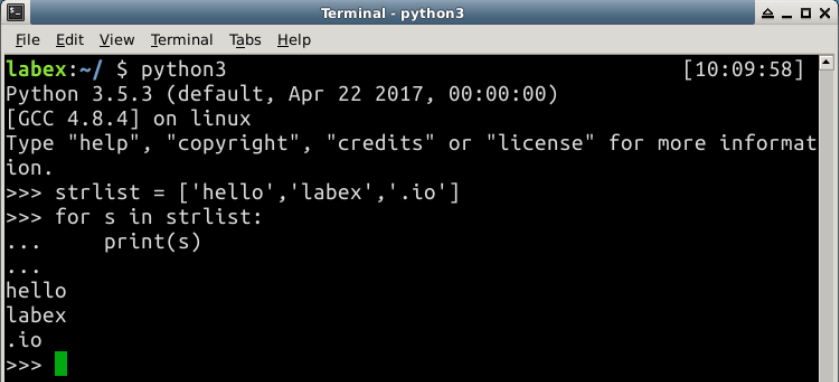 Terminal - python3
File Edit View Terminal Tabs Help
labex:~/ $ python3 [10:09:58]
Python 3.5.3 (default, Apr 22 2017, 00:00:00)
[GCC 4.8.4] on linux
Type "help", "copyright", "credits" or "license" for more informat
ion.
>>> strlist = ['hello','labex','.io']
>>> for s in strlist:
...     print(s)
...
hello
labex
.io
>>>